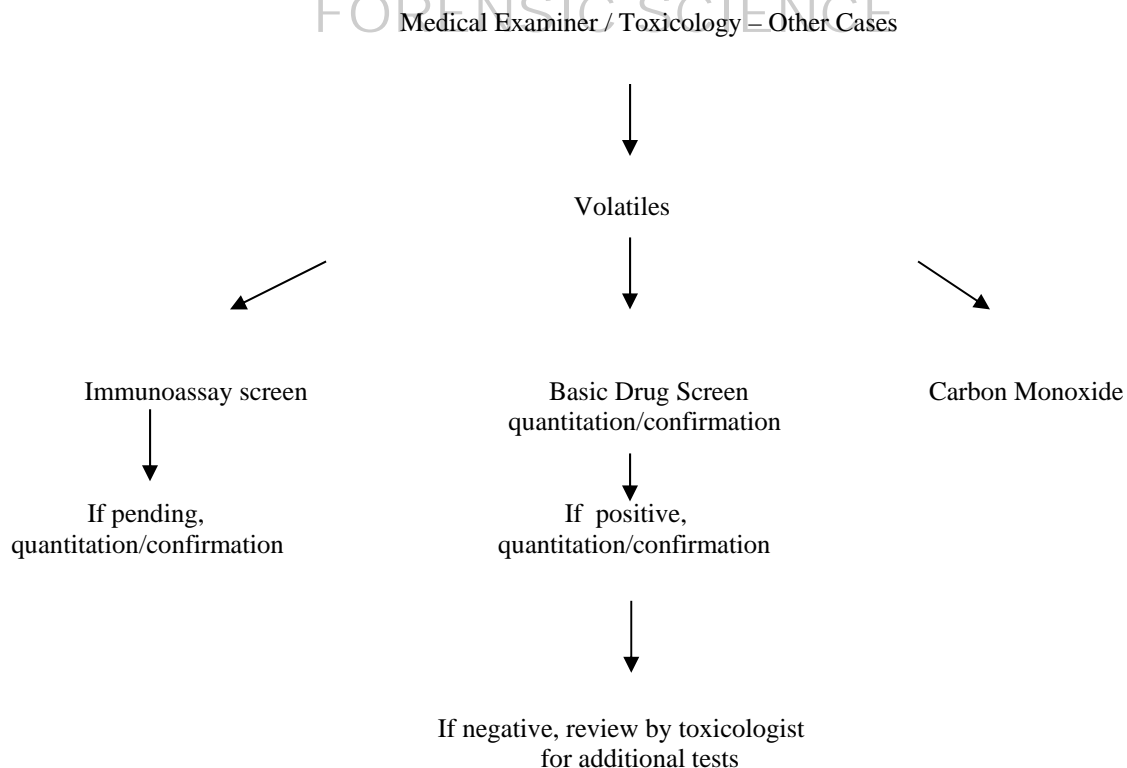 FORENSIC SCIENCE
Medical Examiner / Toxicology – Other Cases
Volatiles
Immunoassay screen
Basic Drug Screen
quantitation/confirmation
Carbon Monoxide
If pending,
quantitation/confirmation
If positive,
quantitation/confirmation
If negative, review by toxicologist
for additional tests